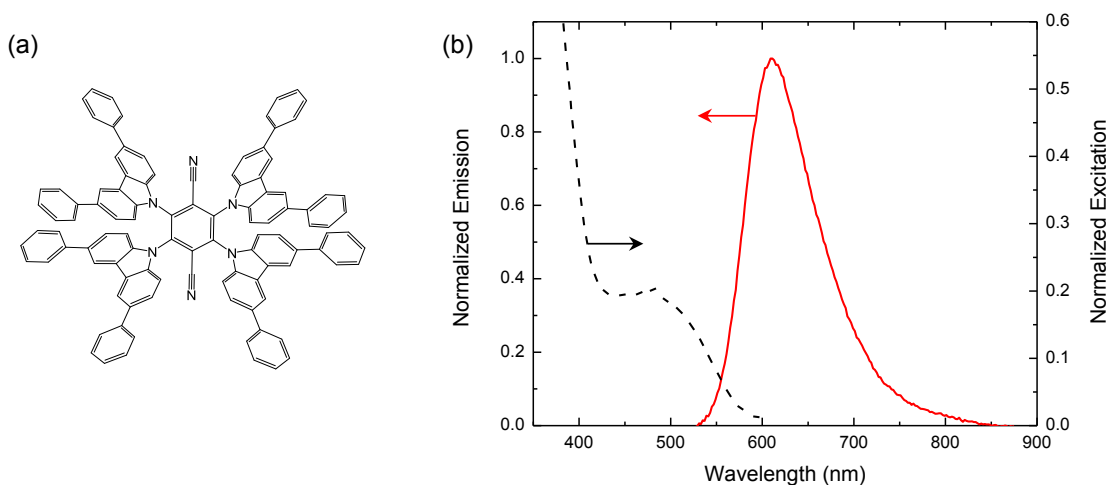 (a)
N
N
N
N
N
N
(b)
Normalized Emission
1.0
0.8
0.6
0.4
0.2
0.0
0.6
0.5
0.4
0.3
0.2
0.1
0.0
Normalized Excitation
400 500 600 700 800 900
Wavelength (nm)